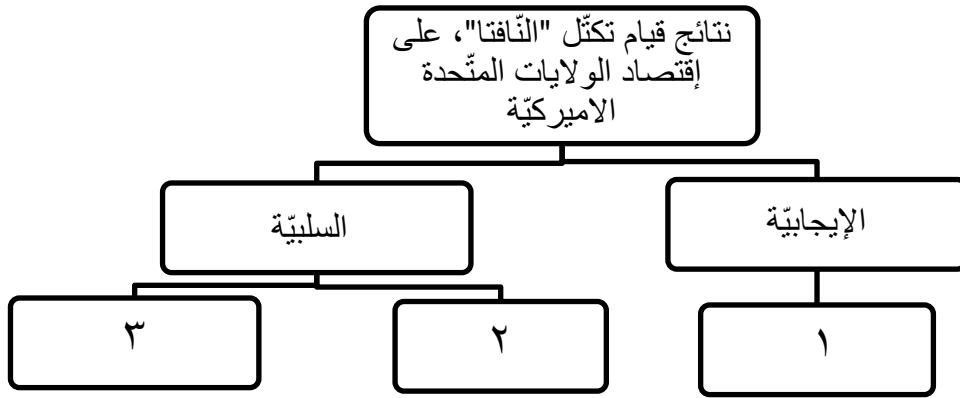 نتائج قيام تكتّل "النّافتا"، على
إقتصاد الولايات المتّحدة
الاميركيّة
الإيجابيّة
السلبيّة
١
٢
٣